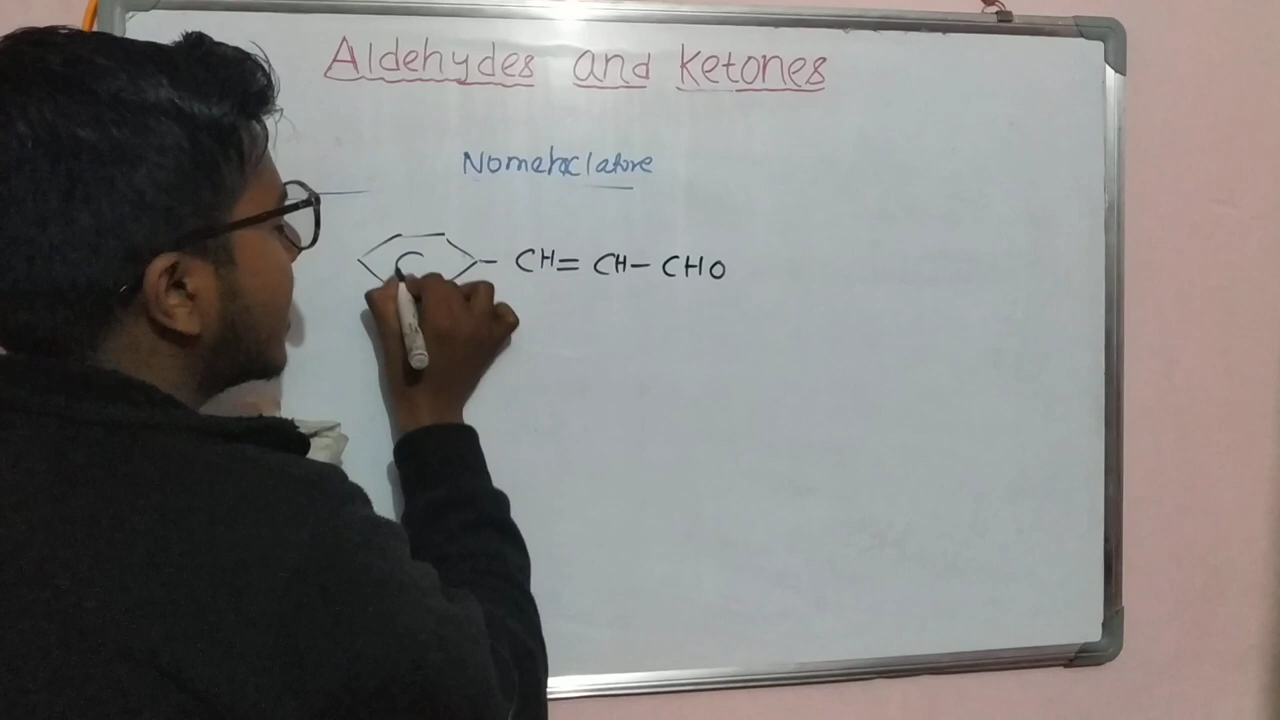 Aldehydes and Ketones
Nomenclature
- CH = CH - CHO